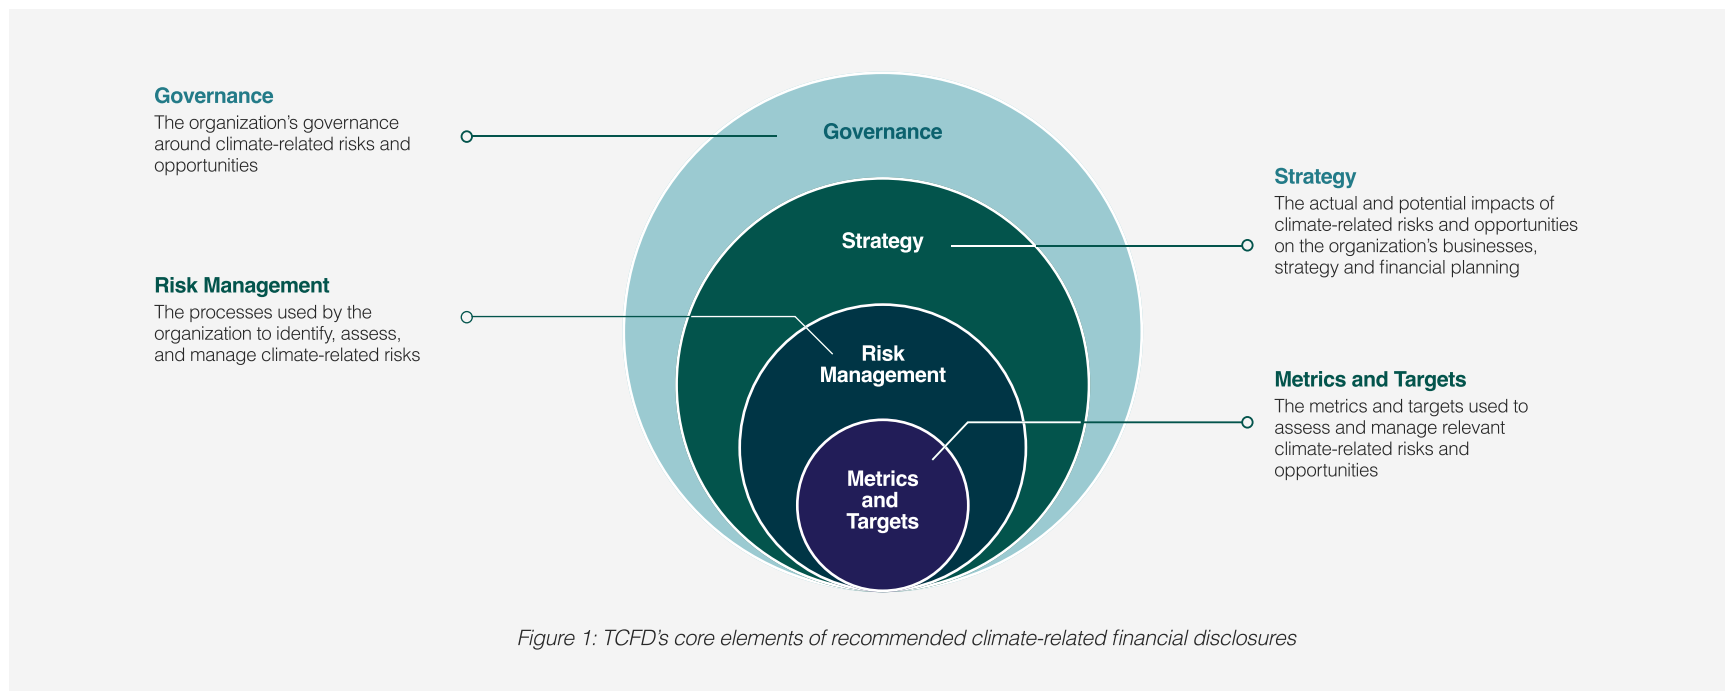 Governance
The organization's governance
around climate-related risks and
opportunities
Risk Management
The processes used by the
organization to identify, assess,
and manage climate-related risks
Governance
Strategy
Risk
Management
Metrics
and
Targets
Strategy
The actual and potential impacts of
climate-related risks and opportunities
on the organization's businesses,
strategy and financial planning
Metrics and Targets
The metrics and targets used to
assess and manage relevant
climate-related risks and
opportunities
Figure 1: TCFD's core elements of recommended climate-related financial disclosures